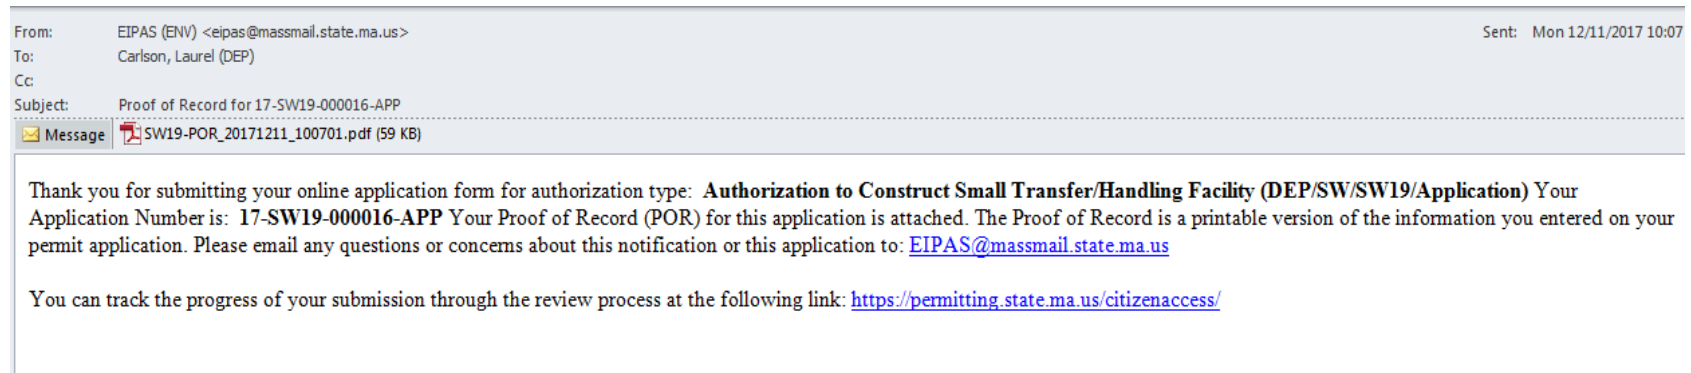 From: EIPAS (ENV) <eipas@massmail.state.ma.us> Sent: Mon 12/11/2017 10:07
To: Carlson, Laurel (DEP)
Cc:
Subject: Proof of Record for 17-SW19-000016-APP
Message SW19-POR_20171211_100701.pdf (59 KB)
Thank you for submitting your online application form for authorization type: Authorization to Construct Small Transfer/Handling Facility (DEP/SW/SW19/Application) Your
Application Number is: 17-SW19-000016-APP Your Proof of Record (POR) for this application is attached. The Proof of Record is a printable version of the information you entered on your
permit application. Please email any questions or concerns about this notification or this application to: EIPAS@massmail.state.ma.us
You can track the progress of your submission through the review process at the following link: https://permitting.state.ma.us/citizenaccess/